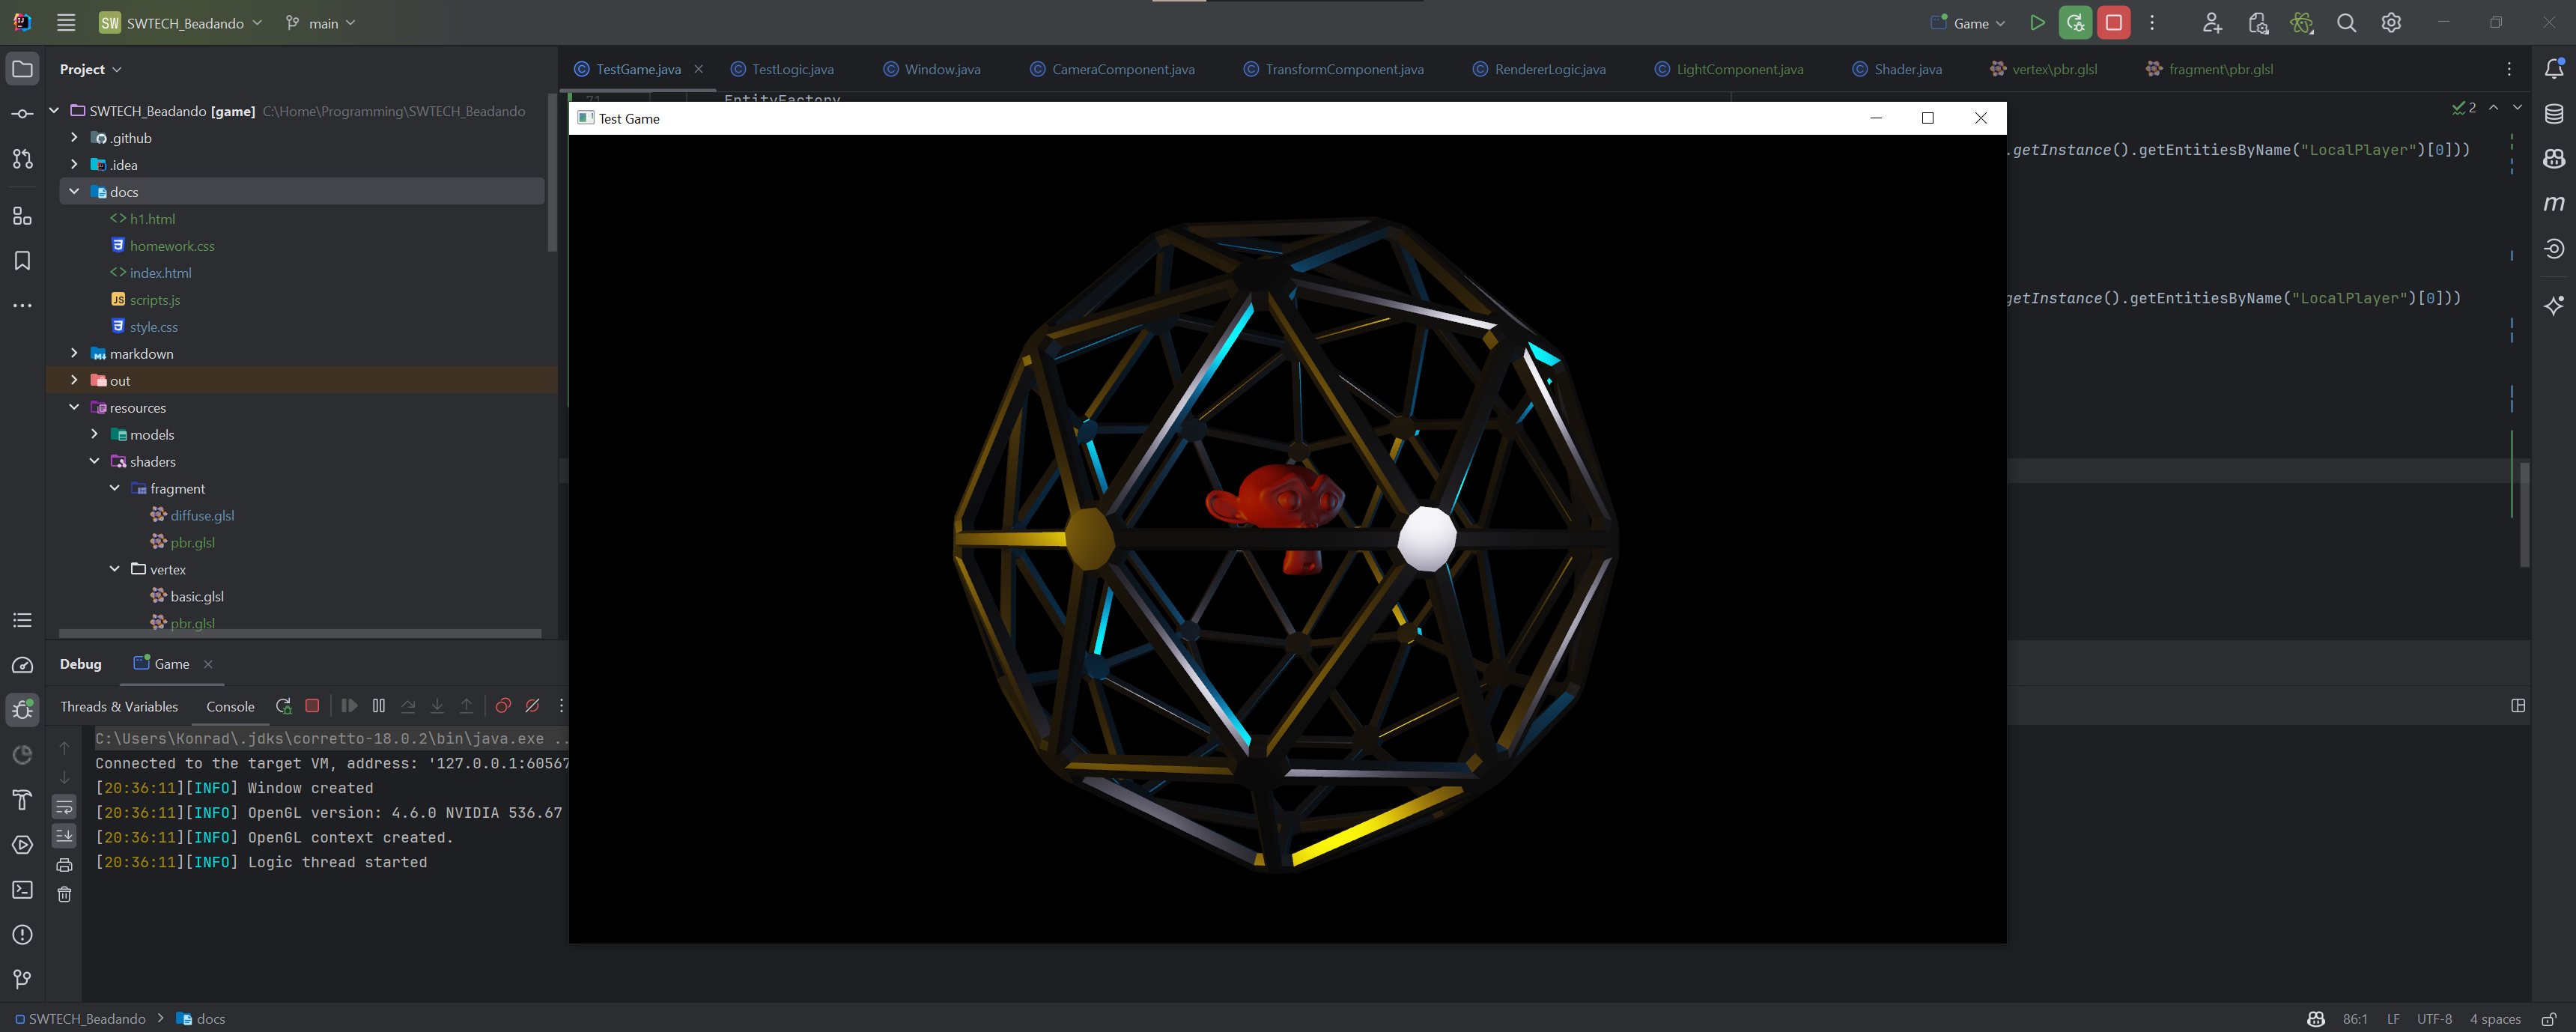 SW SWTECH_Beadando main Game
Project
TestGame.java TestLogic.java Window.java CameraComponent.java TransformComponent.java RendererLogic.java LightComponent.java Shader.java vertex\pbr.glsl fragment\pbr.glsl
71 EntityFactory
2
SWTECH_Beadando [game] C:\Home\Programming\SWTECH_Beadando
.github
.idea
docs
h1.html
homework.css
index.html
scripts.js
style.css
markdown
out
resources
models
shaders
fragment
diffuse.glsl
pbr.glsl
vertex
basic.glsl
pbr.glsl
Test Game
.getInstance().getEntitiesByName("LocalPlayer")[0]))
getInstance().getEntitiesByName("LocalPlayer")[0]))
Debug Game
Threads & Variables Console
C:\Users\Konrad\.jdks\corretto-18.0.2\bin\java.exe ..
Connected to the target VM, address: '127.0.0.1:60567
[20:36:11][INFO] Window created
[20:36:11][INFO] OpenGL version: 4.6.0 NVIDIA 536.67
[20:36:11][INFO] OpenGL context created.
[20:36:11][INFO] Logic thread started
SWTECH_Beadando docs
86:1 LF UTF-8 4 spaces